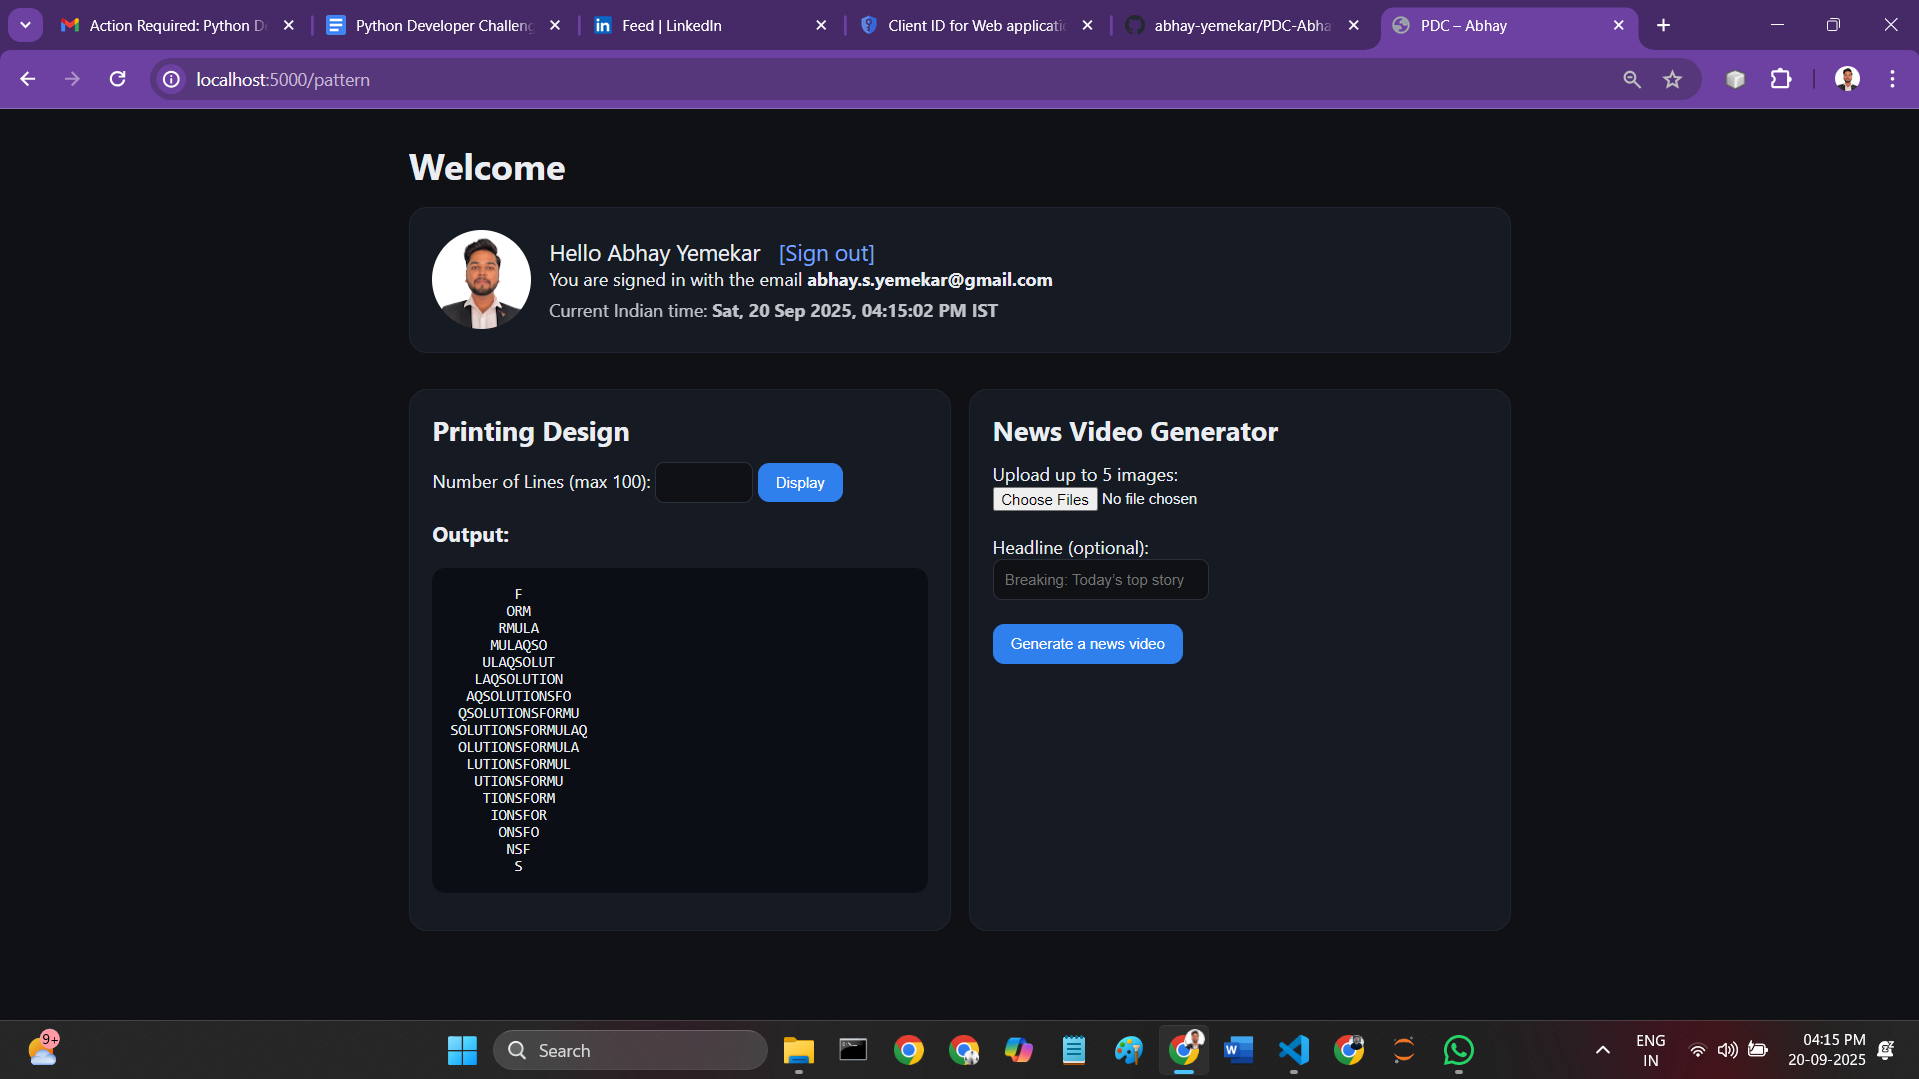 Action Required: Python D
Python Developer Challeng
Feed | LinkedIn
Client ID for Web applicatio
abhay-yemekar/PDC-Abha
PDC – Abhay
localhost:5000/pattern
Welcome
Hello Abhay Yemekar [Sign out]
You are signed in with the email abhay.s.yemekar@gmail.com
Current Indian time: Sat, 20 Sep 2025, 04:15:02 PM IST
Printing Design
Number of Lines (max 100): Display
Output:
F
ORM
RMULA
MULAQSO
ULAQSOLUT
LAQSOLUTION
AQSOLUTIONSFO
QSOLUTIONSFORMU
SOLUTIONSFORMULAQ
OLUTIONSFORMULA
LUTIONSFORMUL
UTIONSFORMU
TIONSFORM
IONSFOR
ONSFO
NSF
S
News Video Generator
Upload up to 5 images:
Choose Files No file chosen
Headline (optional):
Breaking: Today's top story
Generate a news video
9+
Search
ENG
IN
04:15 PM
20-09-2025